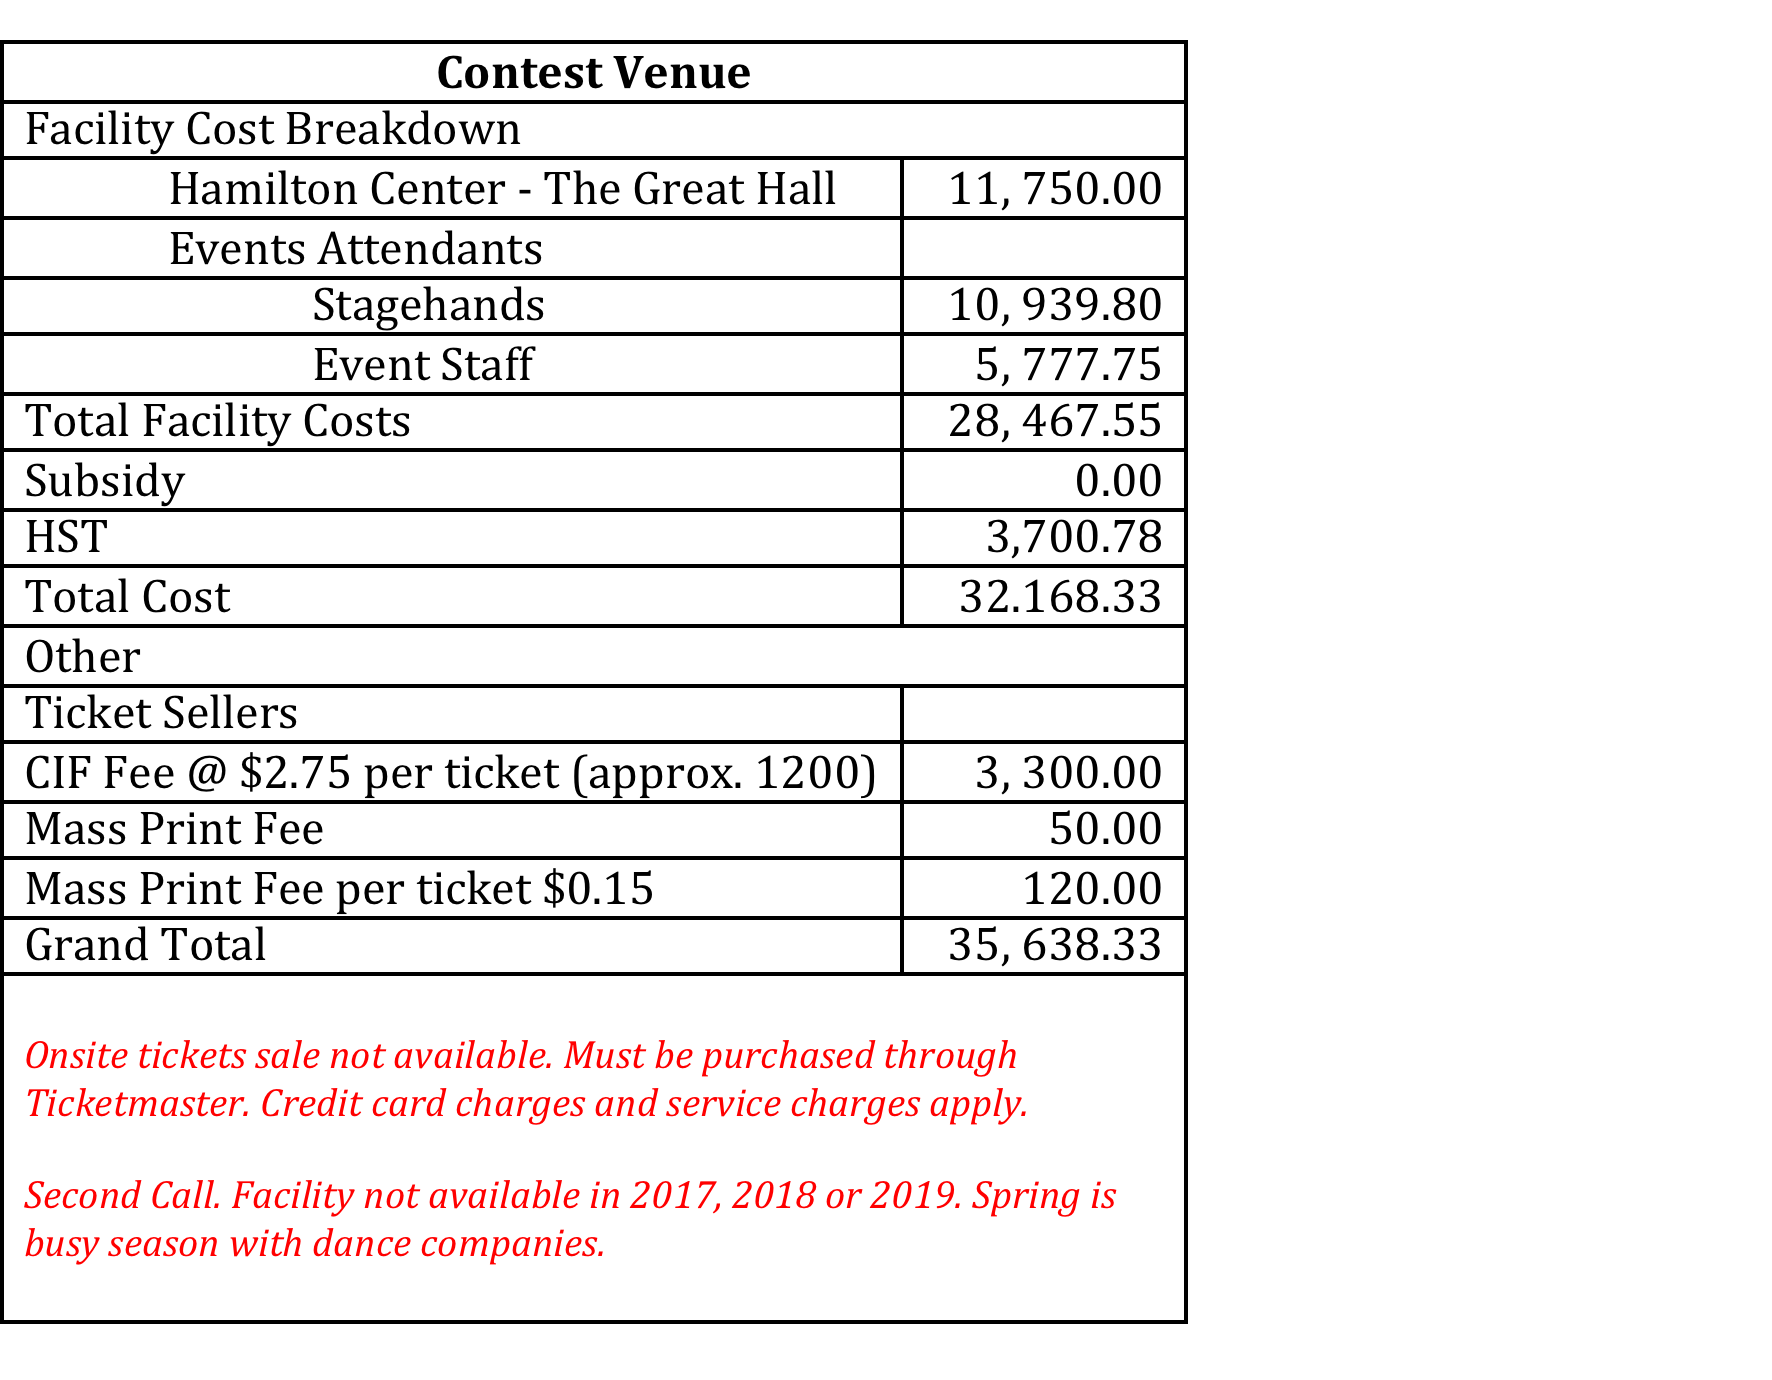 Contest Venue
Facility Cost Breakdown
Hamilton Center - The Great Hall 11, 750.00
Events Attendants
Stagehands 10, 939.80
Event Staff 5, 777.75
Total Facility Costs 28, 467.55
Subsidy 0.00
HST 3,700.78
Total Cost 32.168.33
Other
Ticket Sellers
CIF Fee @ $2.75 per ticket (approx. 1200) 3, 300.00
Mass Print Fee 50.00
Mass Print Fee per ticket $0.15 120.00
Grand Total 35, 638.33
Onsite tickets sale not available. Must be purchased through
Ticketmaster. Credit card charges and service charges apply.
Second Call. Facility not available in 2017, 2018 or 2019. Spring is
busy season with dance companies.